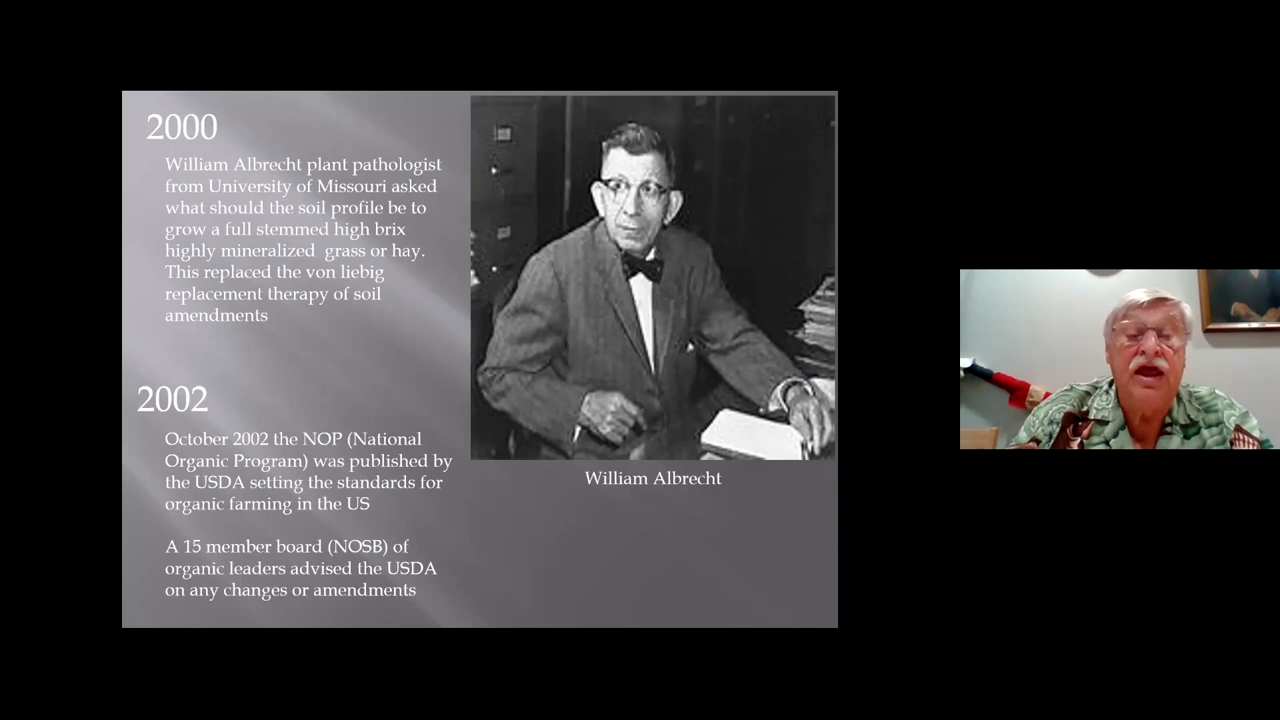 2000
William Albrecht plant pathologist
from University of Missouri asked
what should the soil profile be to
grow a full stemmed high brix
highly mineralized  grass or hay.
This replaced the von liebig
replacement therapy of soil
amendments
2002
October 2002 the NOP (National
Organic Program) was published by
the USDA setting the standards for
organic farming in the US
A 15 member board (NOSB) of
organic leaders advised the USDA
on any changes or amendments
William Albrecht